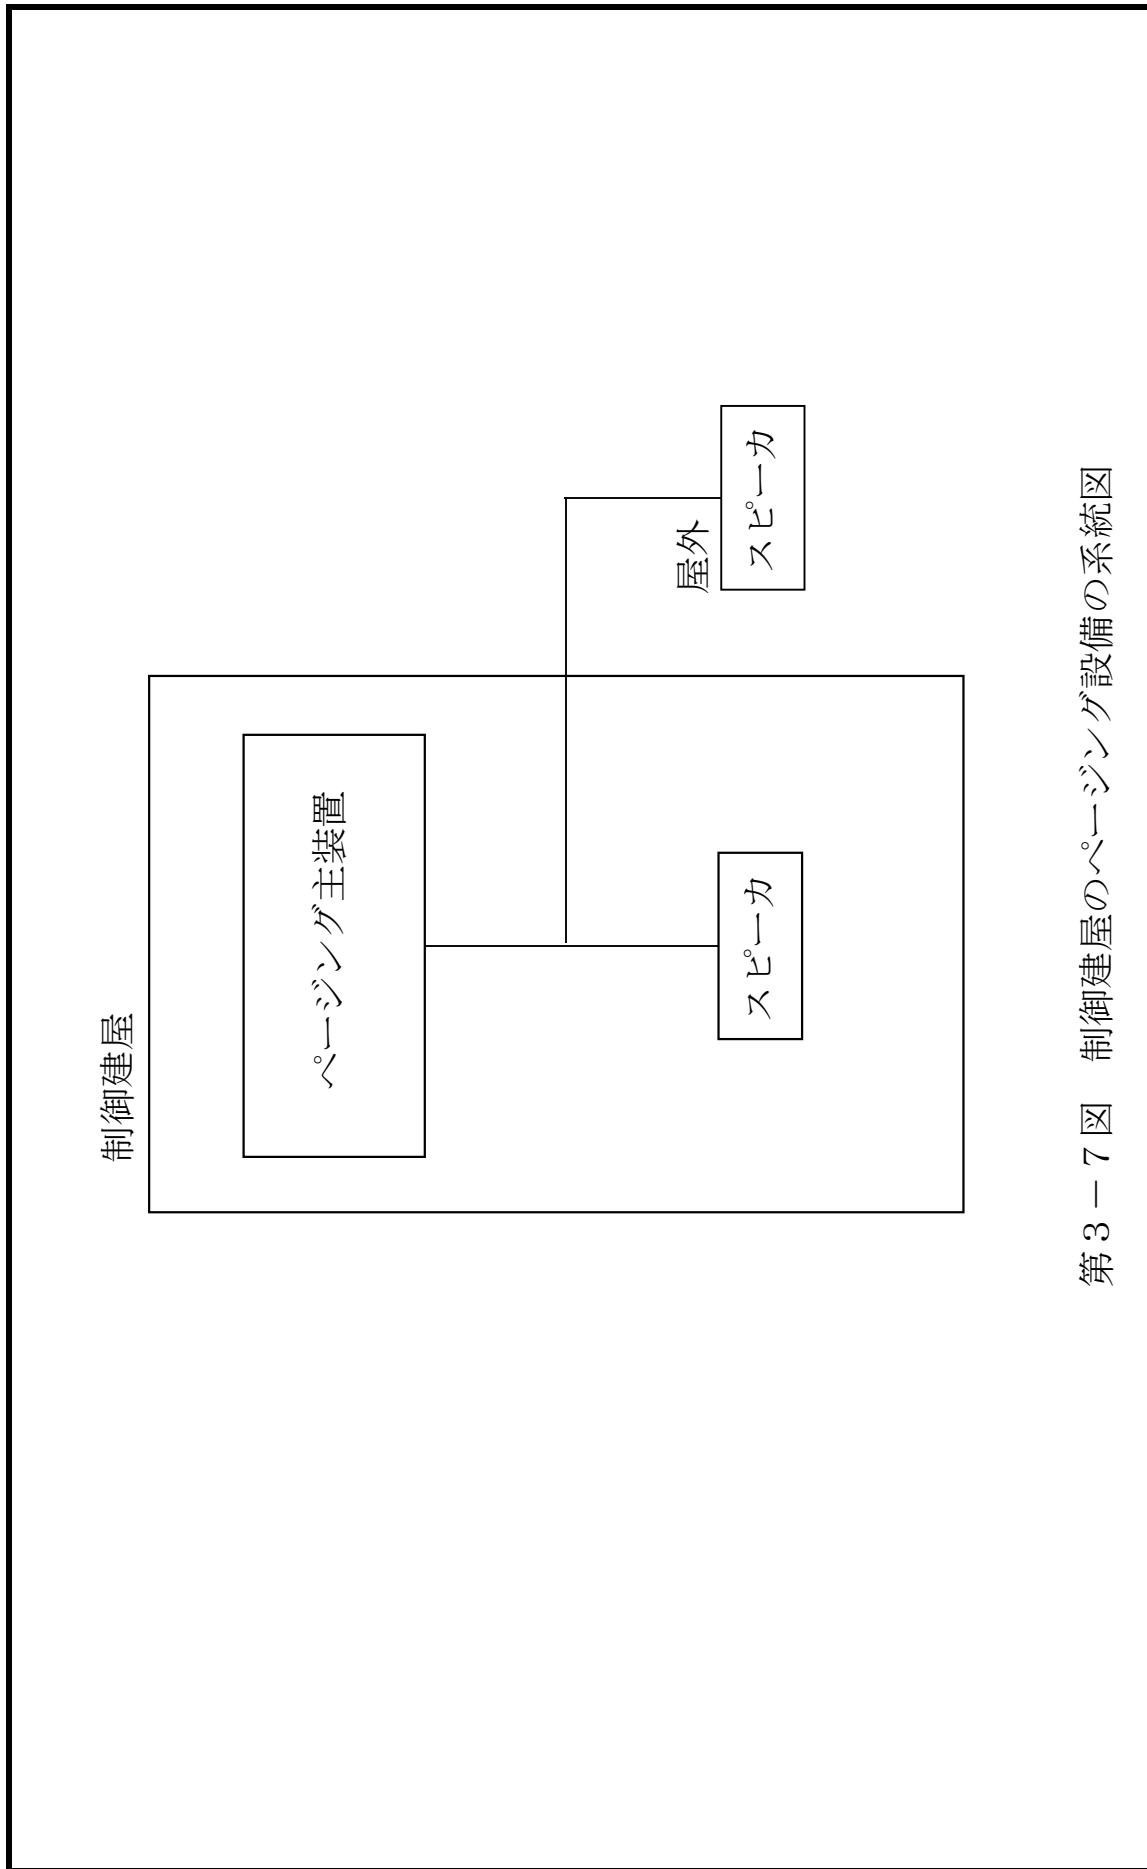 制御建屋
ページング主装置
屋外
スピーカ
スピーカ
第3－7図　制御建屋のページング設備の系統図